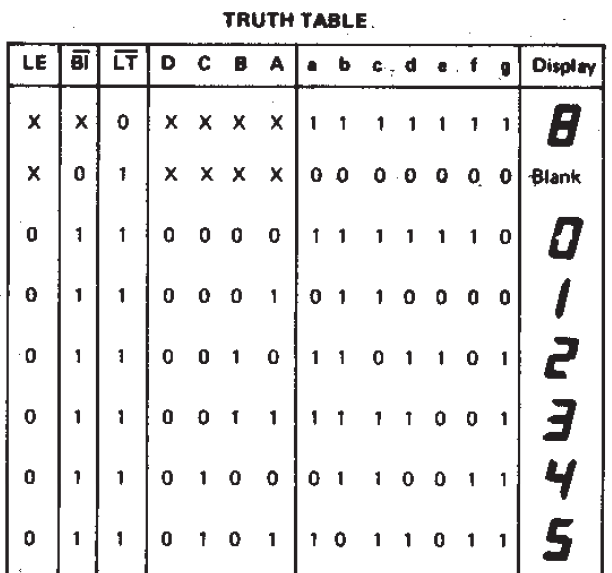 TRUTH TABLE.
LE B̅I̅ L̅T̅ D C B A a b c d e f g Display
X X 0 X X X X 1 1 1 1 1 1 1 8
X 0 1 X X X X 0 0 0 0 0 0 0 Blank
0 1 1 0 0 0 0 1 1 1 1 1 1 0 0
0 1 1 0 0 0 1 0 1 1 0 0 0 0 1
0 1 1 0 0 1 0 1 1 0 1 1 0 1 2
0 1 1 0 0 1 1 1 1 1 1 0 0 1 3
0 1 1 0 1 0 0 0 1 1 0 0 1 1 4
0 1 1 0 1 0 1 1 0 1 1 0 1 1 5